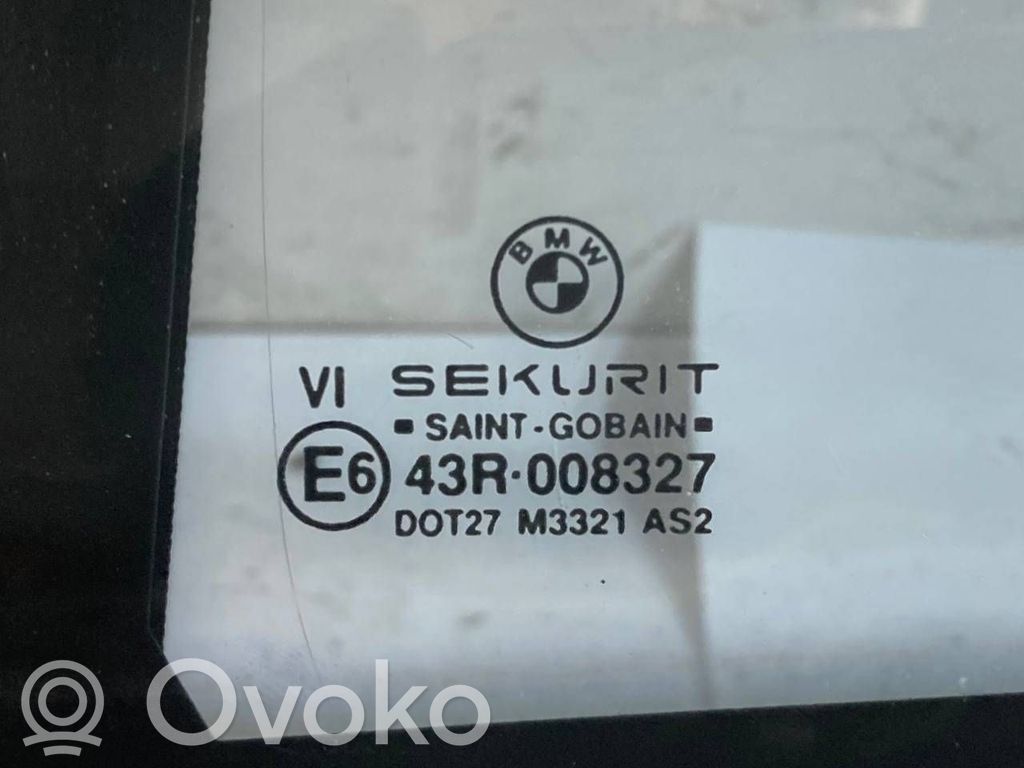 BMW
VI SEKURIT
SAINT-GOBAIN
E6 43R·008327
DOT27 M3321 AS2
Ovoko